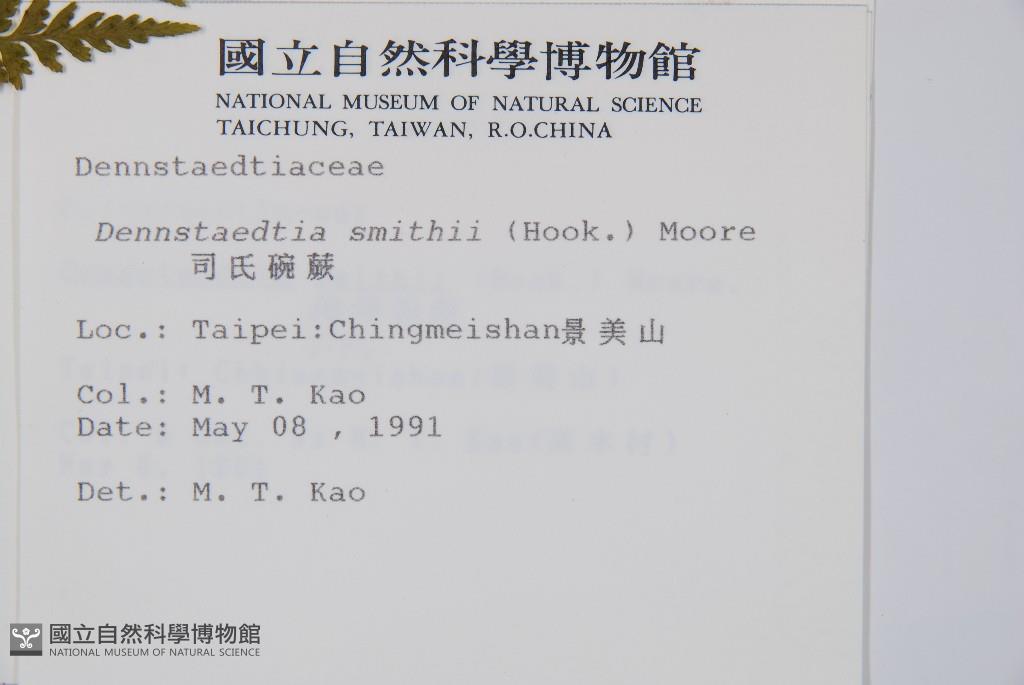 國立自然科學博物館
NATIONAL MUSEUM OF NATURAL SCIENCE
TAICHUNG, TAIWAN, R.O.CHINA
Dennstaedtiaceae
Dennstaedtia smithii (Hook.) Moore
司氏碗蕨
Loc.: Taipei:Chingmeishan景美山
Col.: M. T. Kao
Date: May 08 , 1991
Det.: M. T. Kao
國立自然科學博物館
NATIONAL MUSEUM OF NATURAL SCIENCE